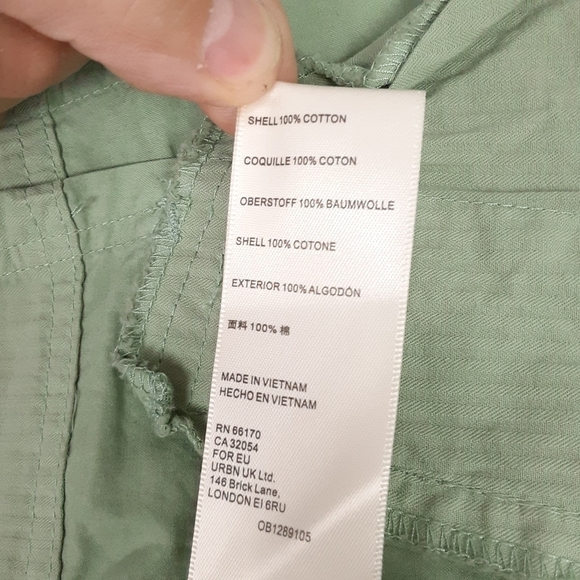 SHELL 100% COTTON
COQUILLE 100% COTON
OBERSTOFF 100% BAUMWOLLE
SHELL 100% COTONE
EXTERIOR 100% ALGODÓN
面料 100% 棉
MADE IN VIETNAM
HECHO EN VIETNAM
RN 66170
CA 32054
FOR EU
URBN UK Ltd.
146 Brick Lane,
LONDON EI 6RU
OB1289105